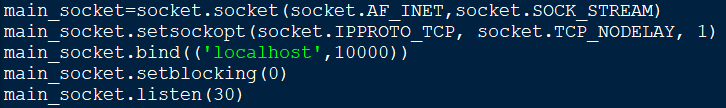 main_socket=socket.socket(socket.AF_INET,socket.SOCK_STREAM)
main_socket.setsockopt(socket.IPPROTO_TCP, socket.TCP_NODELAY, 1)
main_socket.bind(('localhost',10000))
main_socket.setblocking(0)
main_socket.listen(30)